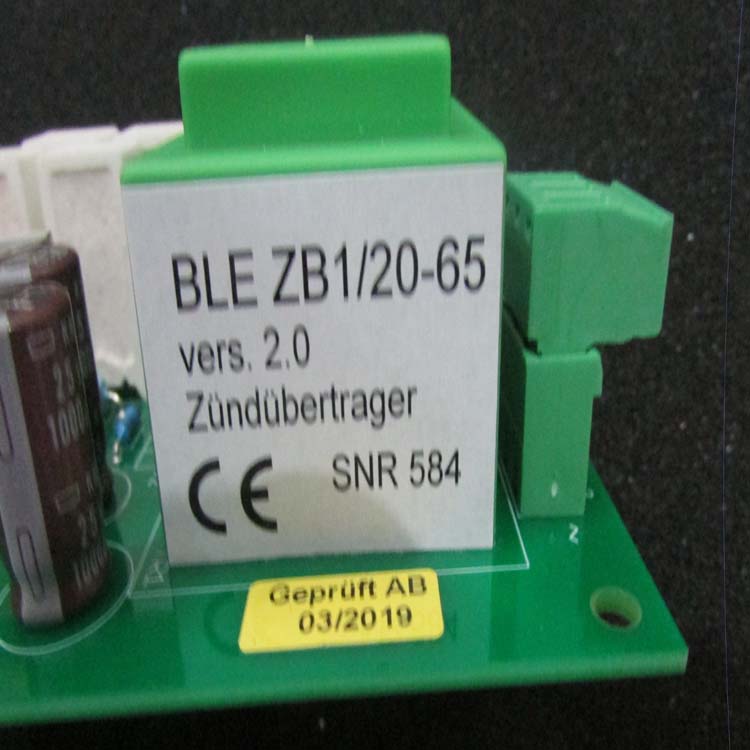 BLE ZB1/20-65
vers. 2.0
Zündübertrager
CE SNR 584
Geprüft AB
03/2019
N